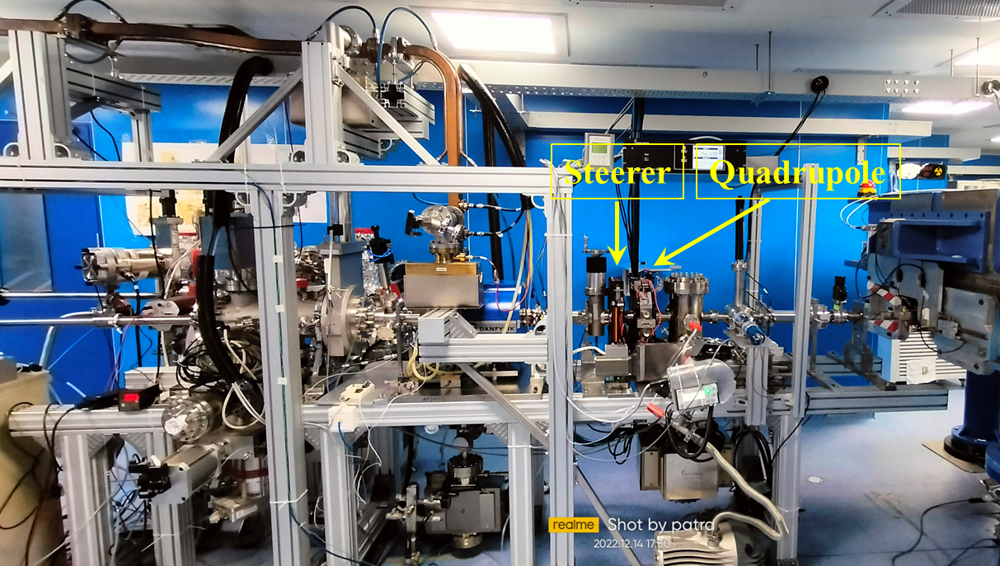 Steerer
Quadrupole
DANFYSIK
realme Shot by patra
2022.12.14 17:30